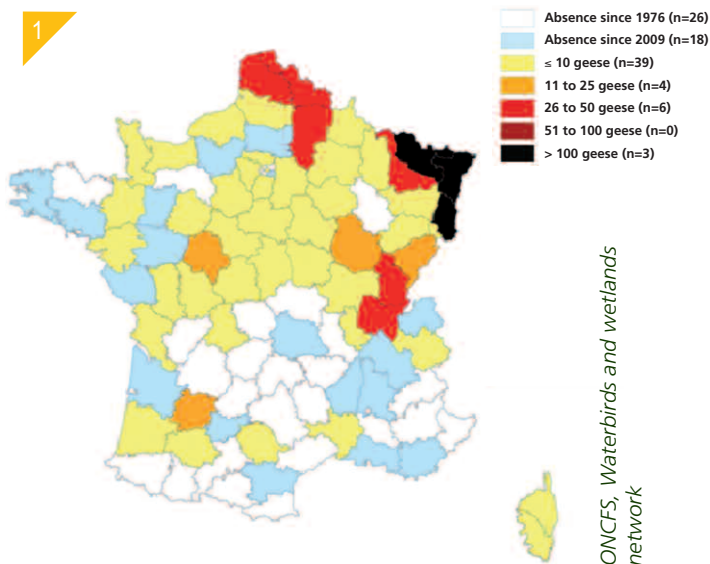 1
Absence since 1976 (n=26)
Absence since 2009 (n=18)
≤ 10 geese (n=39)
11 to 25 geese (n=4)
26 to 50 geese (n=6)
51 to 100 geese (n=0)
> 100 geese (n=3)
ONCFS, Waterbirds and wetlands
network